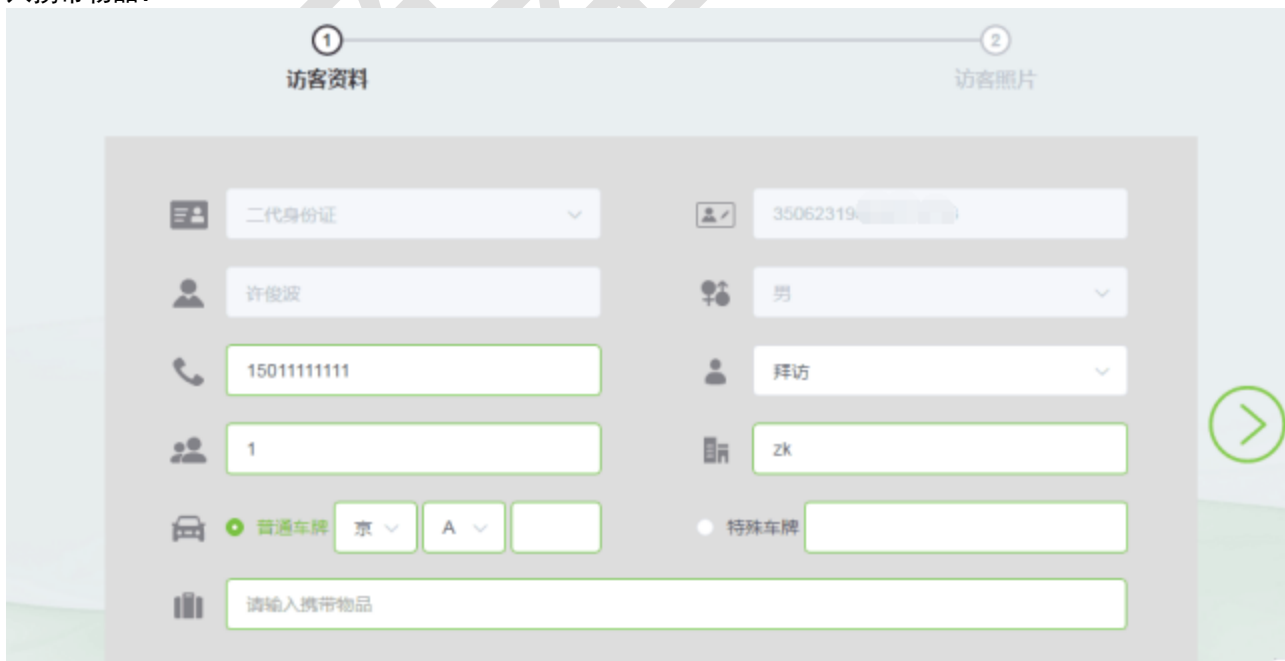 1
2
访客资料
访客照片
二代身份证
35062319
许俊波
男
15011111111
拜访
1
zk
普通车牌 京 A
特殊车牌
请输入携带物品